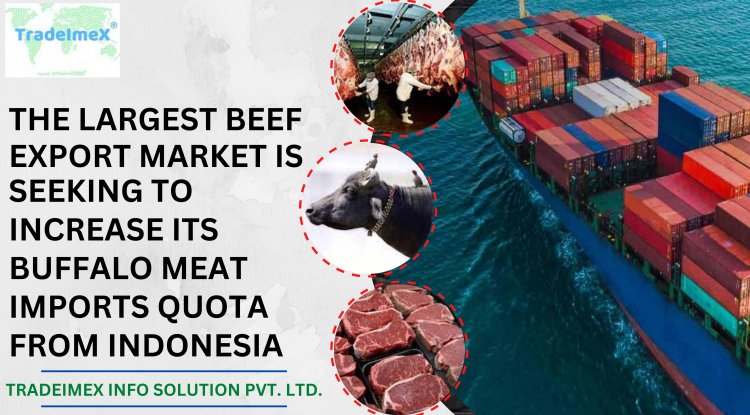 TradeImeX®
THE LARGEST BEEF
EXPORT MARKET IS
SEEKING TO
INCREASE ITS
BUFFALO MEAT
IMPORTS QUOTA
FROM INDONESIA
TRADEIMEX INFO SOLUTION PVT. LTD.